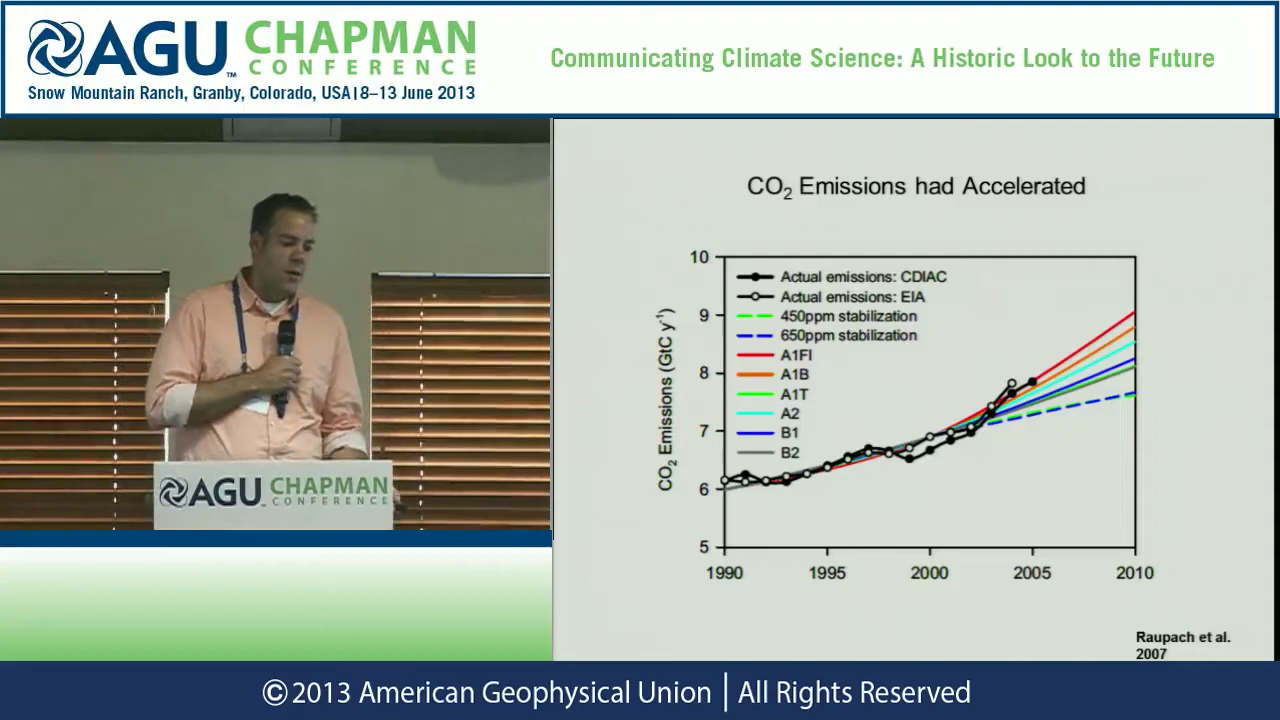 AGU CHAPMAN
CONFERENCE
TM
Snow Mountain Ranch, Granby, Colorado, USA|8–13 June 2013
Communicating Climate Science: A Historic Look to the Future
CO2 Emissions had Accelerated
CO2 Emissions (GtC y-1)
10
9
8
7
6
5
1990 1995 2000 2005 2010
Actual emissions: CDIAC
Actual emissions: EIA
450ppm stabilization
650ppm stabilization
A1FI
A1B
A1T
A2
B1
B2
Raupach et al.
2007
AGU CHAPMAN
CONFERENCE
©2013 American Geophysical Union | All Rights Reserved